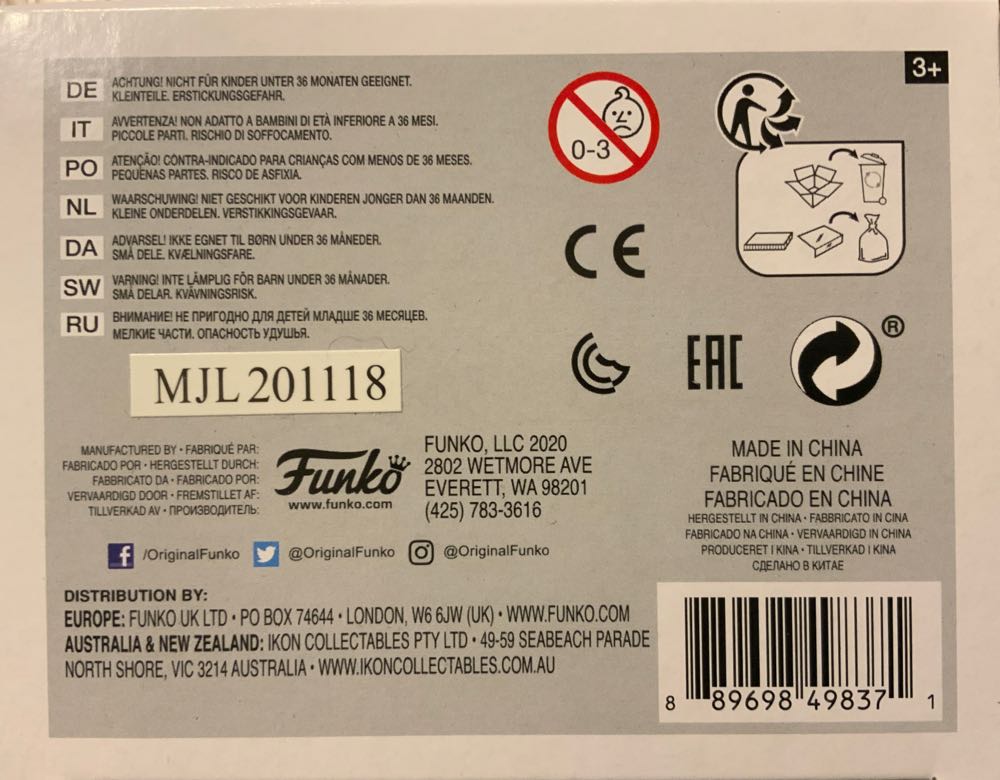 3+
DE ACHTUNG! NICHT FÜR KINDER UNTER 36 MONATEN GEEIGNET.
KLEINTEILE. ERSTICKUNGSGEFAHR.
IT AVVERTENZA! NON ADATTO A BAMBINI DI ETÀ INFERIORE A 36 MESI.
PICCOLE PARTI. RISCHIO DI SOFFOCAMENTO.
PO ATENÇÃO! CONTRA-INDICADO PARA CRIANÇAS COM MENOS DE 36 MESES.
PEQUENAS PARTES. RISCO DE ASFIXIA.
NL WAARSCHUWING! NIET GESCHIKT VOOR KINDEREN JONGER DAN 36 MAANDEN.
KLEINE ONDERDELEN. VERSTIKKINGSGEVAAR.
DA ADVARSEL! IKKE EGNET TIL BØRN UNDER 36 MÅNEDER.
SMÅ DELE. KVÆLNINGSFARE.
SW VARNING! INTE LÄMPLIG FÖR BARN UNDER 36 MÅNADER.
SMÅ DELAR. KVÄVNINGSRISK.
RU ВНИМАНИЕ! НЕ ПРИГОДНО ДЛЯ ДЕТЕЙ МЛАДШЕ 36 МЕСЯЦЕВ.
МЕЛКИЕ ЧАСТИ. ОПАСНОСТЬ УДУШЬЯ.
0-3
CE
EAC
®
MJL 201118
MANUFACTURED BY • FABRIQUÉ PAR:
FABRICADO POR • HERGESTELLT DURCH:
FABBRICATO DA • FABRICADO POR:
VERVAARDIGD DOOR • FREMSTILLET AF:
TILLVERKAD AV • ПРОИЗВОДИТЕЛЬ:
Funko
www.funko.com
FUNKO, LLC 2020
2802 WETMORE AVE
EVERETT, WA 98201
(425) 783-3616
/OriginalFunko @OriginalFunko @OriginalFunko
MADE IN CHINA
FABRIQUÉ EN CHINE
FABRICADO EN CHINA
HERGESTELLT IN CHINA • FABBRICATO IN CINA
FABRICADO NA CHINA • VERVAARDIGD IN CHINA
PRODUCERET I KINA • TILLVERKAD I KINA
СДЕЛАНО В КИТАЕ
DISTRIBUTION BY:
EUROPE: FUNKO UK LTD • PO BOX 74644 • LONDON, W6 6JW (UK) • WWW.FUNKO.COM
AUSTRALIA & NEW ZEALAND: IKON COLLECTABLES PTY LTD • 49-59 SEABEACH PARADE
NORTH SHORE, VIC 3214 AUSTRALIA • WWW.IKONCOLLECTABLES.COM.AU
8 89698 49837 1